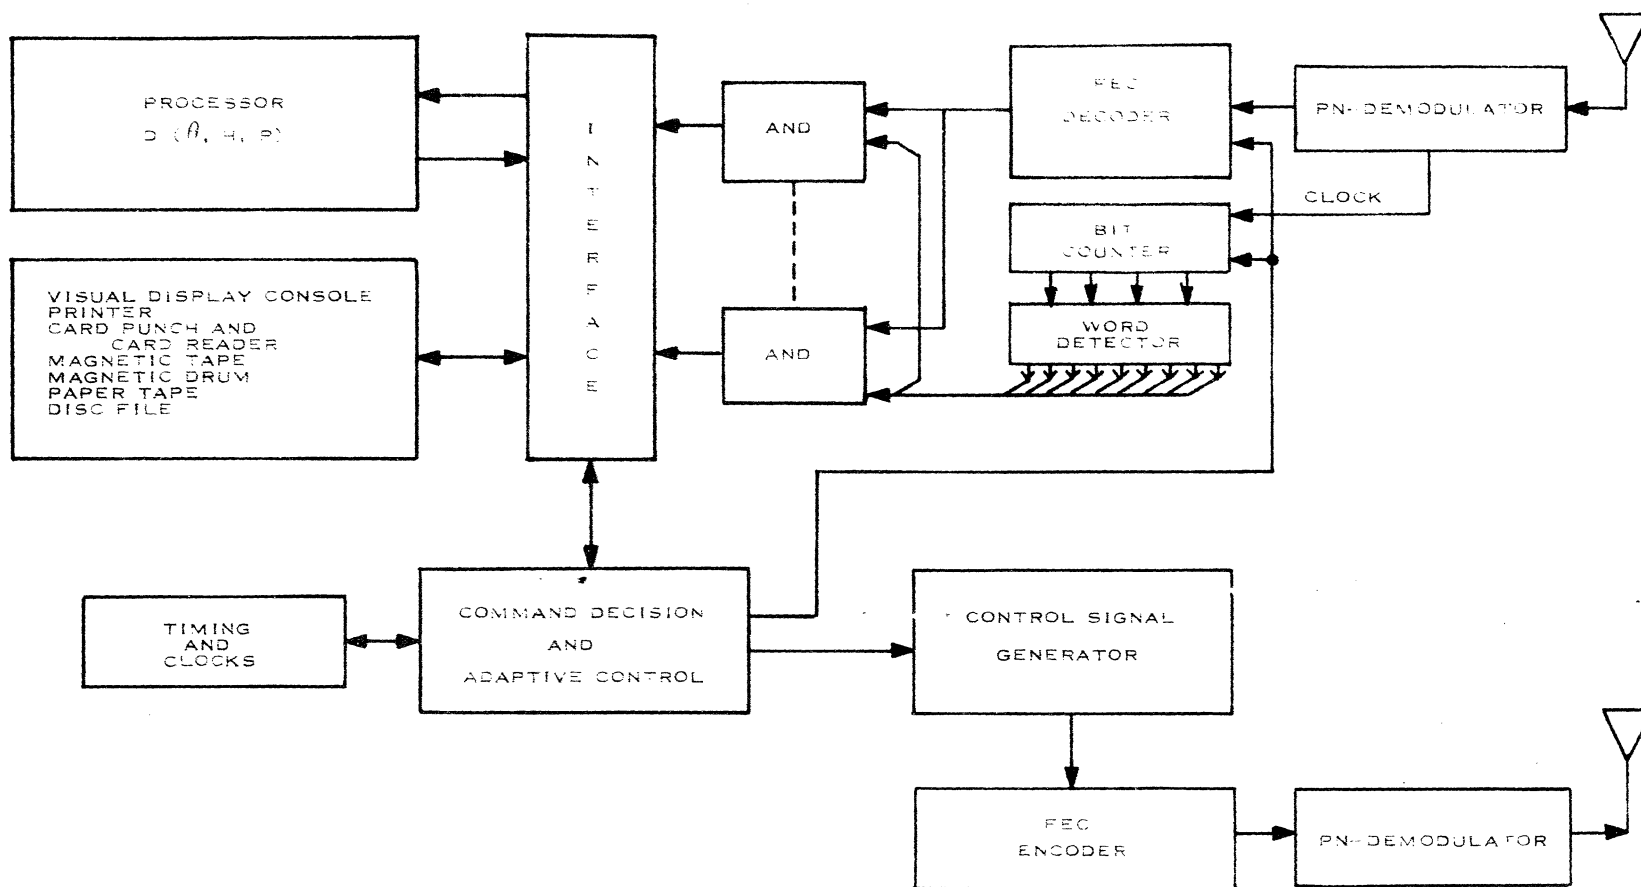 PROCESSOR
FEC
DECODER
PN-DEMODULATOR
INTERFACE
AND
CLOCK
BIT
COUNTER
VISUAL DISPLAY CONSOLE
PRINTER
CARD PUNCH AND
CARD READER
MAGNETIC TAPE
MAGNETIC DRUM
PAPER TAPE
DISC FILE
WORD
DETECTOR
AND
TIMING
AND
CLOCKS
COMMAND DECISION
AND
ADAPTIVE CONTROL
CONTROL SIGNAL
GENERATOR
FEC
ENCODER
PN-DEMODULATOR